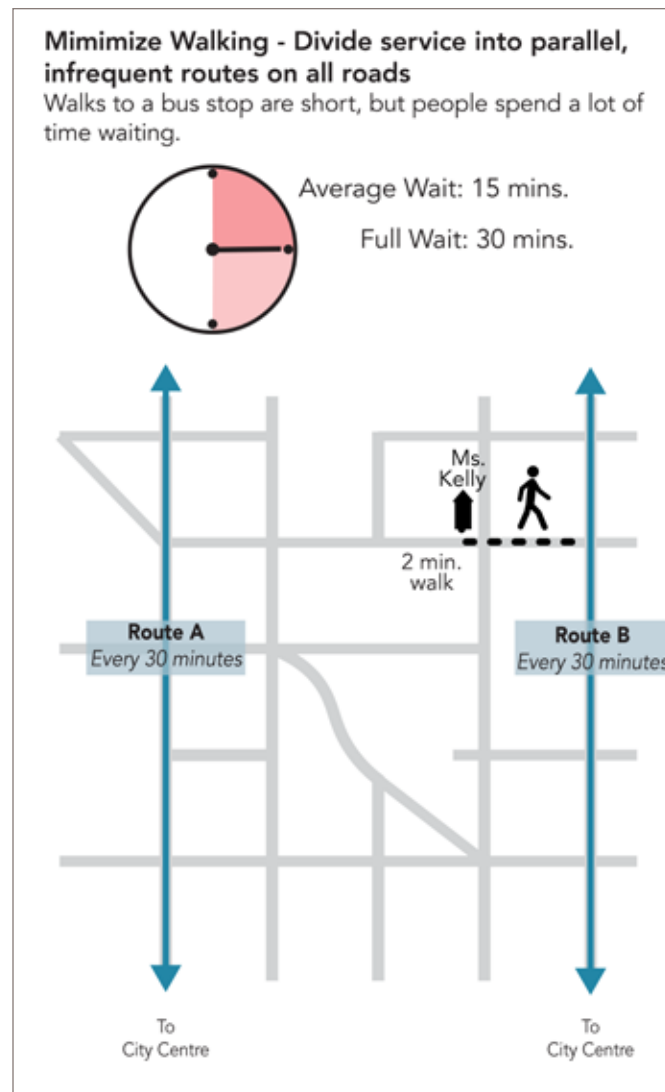 Mimimize Walking - Divide service into parallel,
infrequent routes on all roads
Walks to a bus stop are short, but people spend a lot of
time waiting.
Average Wait: 15 mins.
Full Wait: 30 mins.
Ms.
Kelly
2 min.
walk
Route A
Every 30 minutes
Route B
Every 30 minutes
To
City Centre
To
City Centre